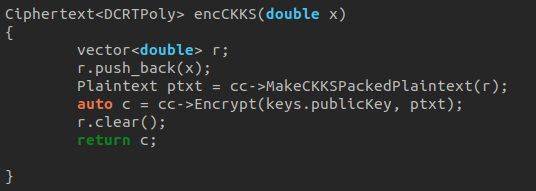 Ciphertext<DCRTPoly> encCKKS(double x)
{
        vector<double> r;
        r.push_back(x);
        Plaintext ptxt = cc->MakeCKKSPackedPlaintext(r);
        auto c = cc->Encrypt(keys.publicKey, ptxt);
        r.clear();
        return c;

}